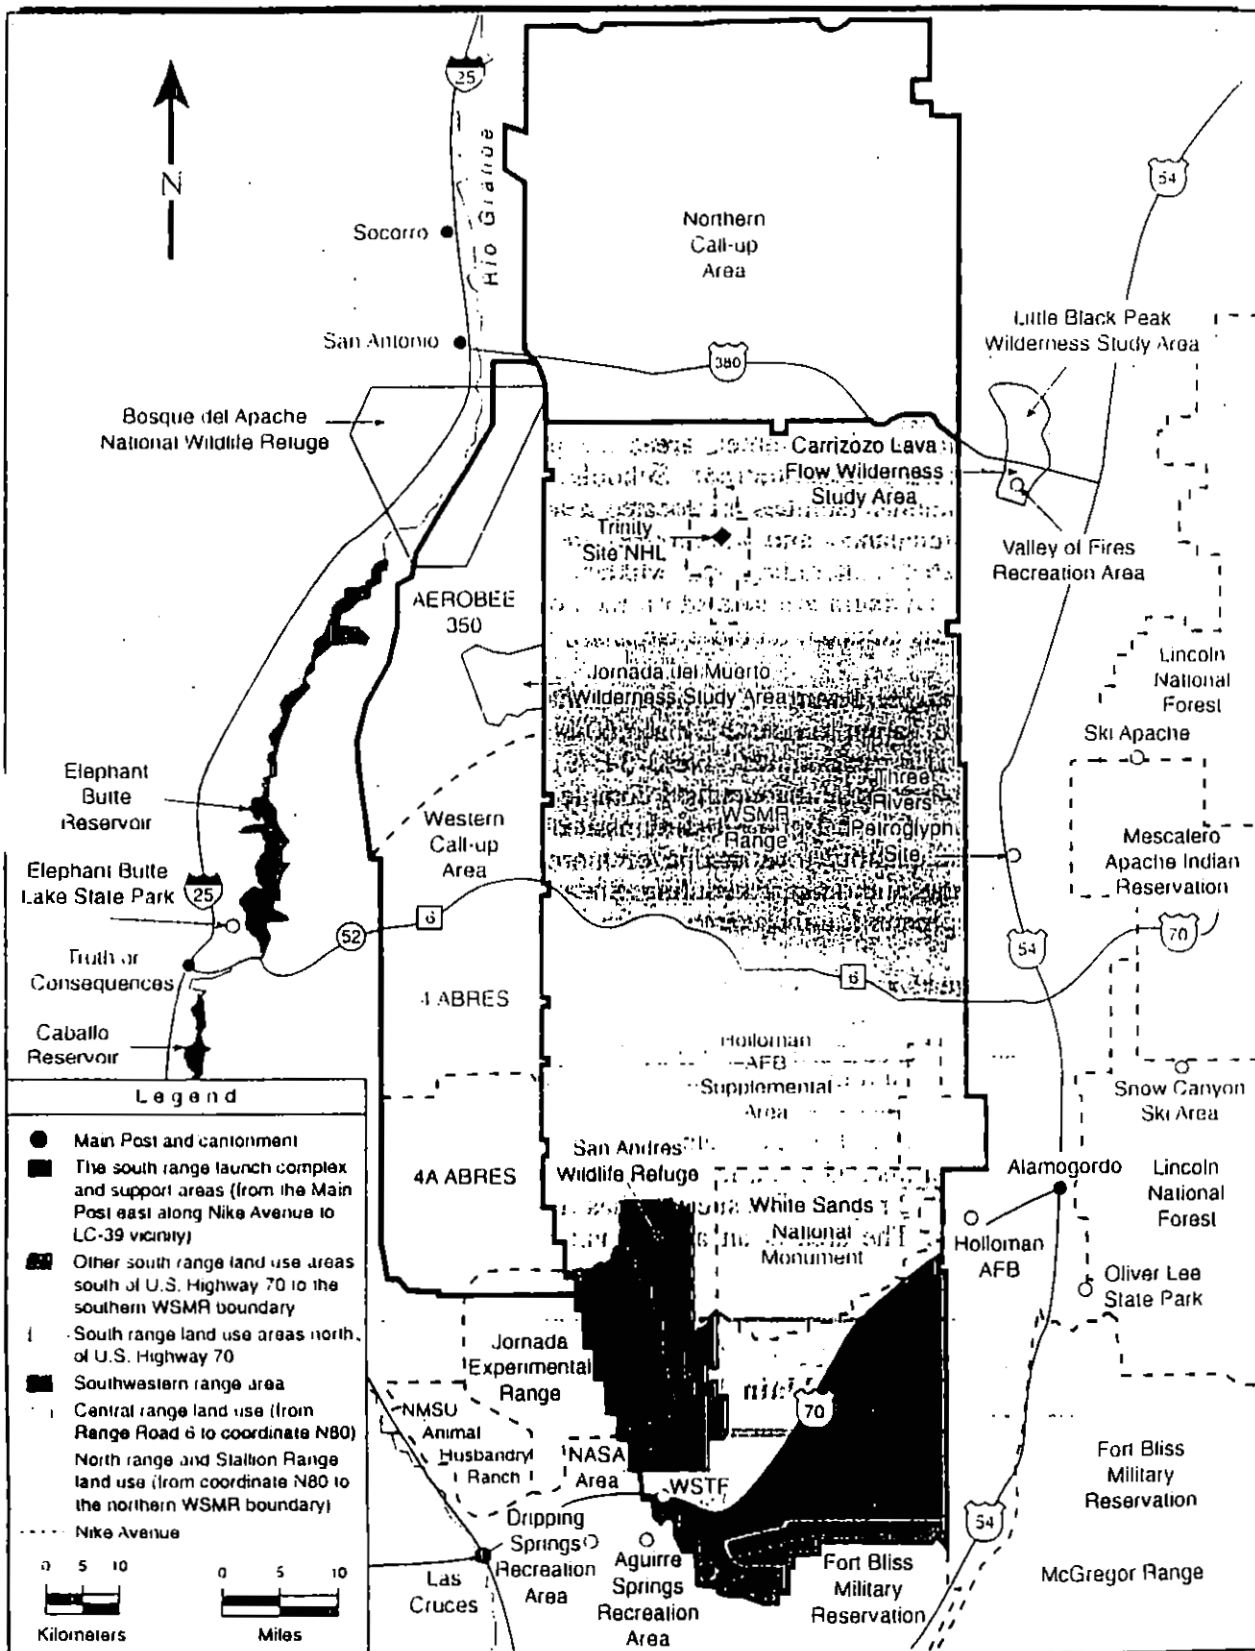 25
N
Rio Grande
Socorro
San Antonio
Northern
Call-up
Area
54
Little Black Peak
Wilderness Study Area
380
Bosque del Apache
National Wildlife Refuge
Carrizozo Lava
Flow Wilderness
Study Area
Trinity
Site NHL
Valley of Fires
Recreation Area
AEROBEE
350
Jornada del Muerto
Wilderness Study Area
Lincoln
National
Forest
Ski Apache
Elephant
Butte
Reservoir
Western
Call-up
Area
WSMR
Range
Three
Rivers
Petroglyph
Site
Mescalero
Apache Indian
Reservation
Elephant Butte
Lake State Park
25
52
6
6
54
70
Truth or
Consequences
4 ABRES
Caballo
Reservoir
Holloman
AFB
Supplemental
Area
Snow Canyon
Ski Area
4A ABRES
San Andres
Wildlife Refuge
White Sands
National
Monument
Alamogordo
Holloman
AFB
Lincoln
National
Forest
Oliver Lee
State Park
Jornada
Experimental
Range
NMSU
Animal
Husbandry
Ranch
NASA
Area
WSTF
70
Fort Bliss
Military
Reservation
54
McGregor Range
Las
Cruces
Dripping
Springs
Recreation
Area
Aguirre
Springs
Recreation
Area
Fort Bliss
Military
Reservation
Legend
Main Post and cantonment
The south range launch complex
and support areas (from the Main
Post east along Nike Avenue to
LC-39 vicinity)
Other south range land use areas
south of U.S. Highway 70 to the
southern WSMR boundary
South range land use areas north
of U.S. Highway 70
Southwestern range area
Central range land use (from
Range Road 6 to coordinate N80)
North range and Stallion Range
land use (from coordinate N80 to
the northern WSMR boundary)
Nike Avenue
0 5 10
Kilometers
0 10
Miles